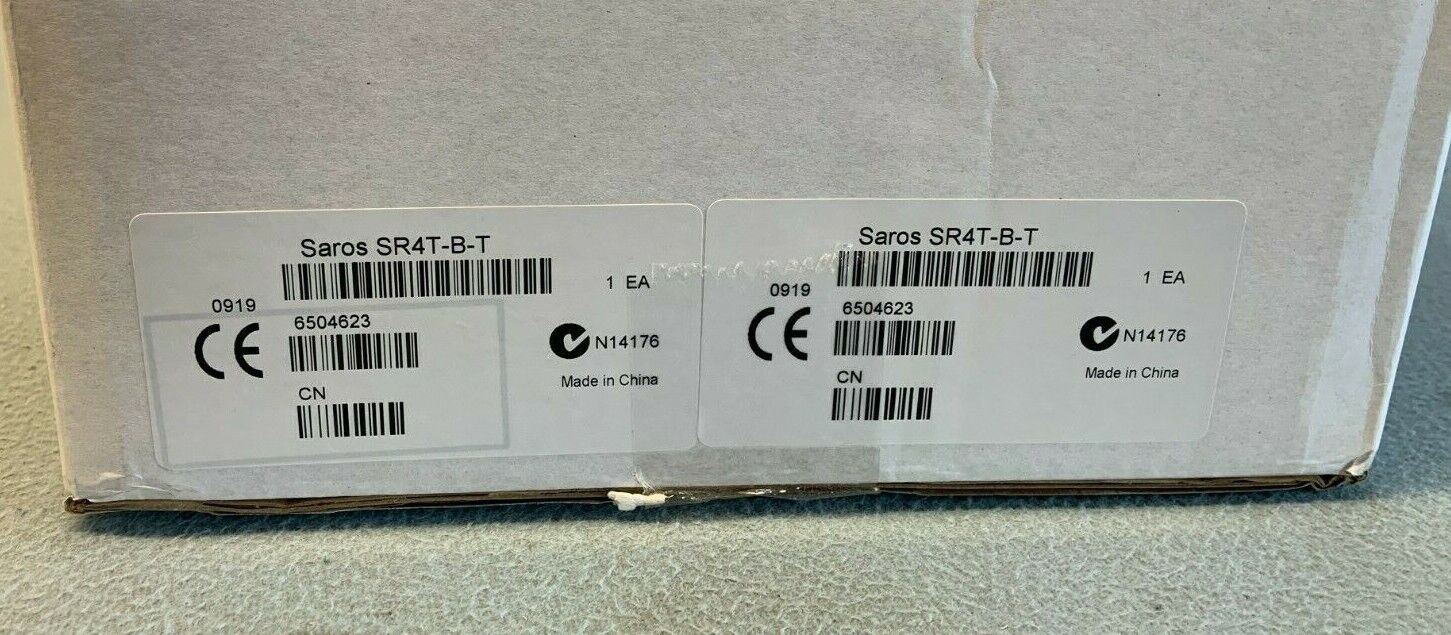 Saros SR4T-B-T
1 EA
0919
6504623
CE
N14176
CN
Made in China
Saros SR4T-B-T
1 EA
0919
6504623
CE
N14176
CN
Made in China